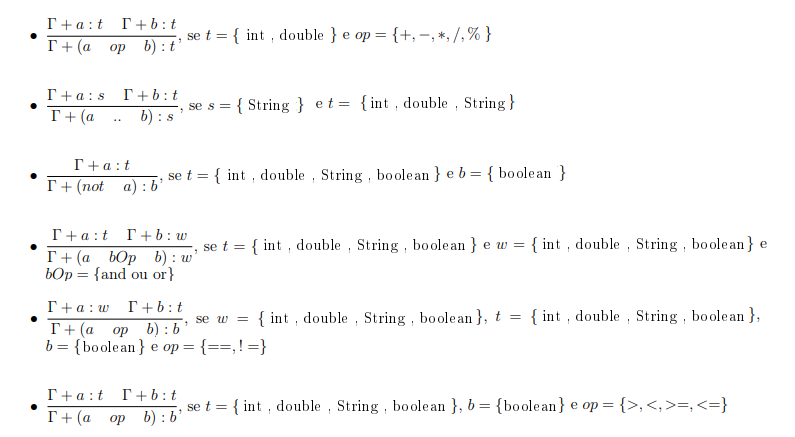 • Γ + a : t Γ + b : t
Γ + (a op b) : t , se t = { int , double } e op = {+, −, ∗, /, % }
• Γ + a : s Γ + b : t
Γ + (a .. b) : s , se s = { String } e t = {int , double , String}
• Γ + a : t
Γ + (not a) : b , se t = { int , double , String , boolean } e b = { boolean }
• Γ + a : t Γ + b : w
Γ + (a bOp b) : w , se t = { int , double , String , boolean } e w = { int , double , String , boolean} e
bOp = {and ou or}
• Γ + a : w Γ + b : t
Γ + (a op b) : b , se w = { int , double , String , boolean}, t = { int , double , String , boolean},
b = {boolean} e op = {==, ! =}
• Γ + a : t Γ + b : t
Γ + (a op b) : b , se t = { int , double , String , boolean }, b = {boolean} e op = {>, <, >=, <=}